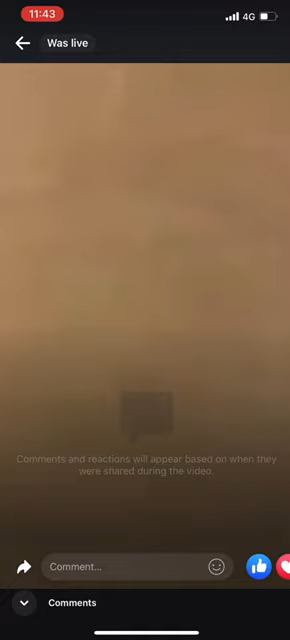 11:43
4G
Was live
Comments and reactions will appear based on when they
were shared during the video.
Comment...
Comments